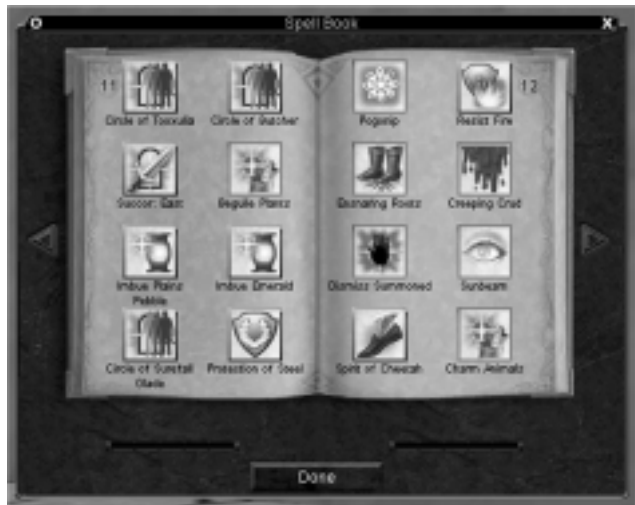 O
Spell Book
X
11
Circle of Toxxulia
Circle of Butcher
Succor: East
Beguile Plants
Imbue Plains
Pebble
Imbue Emerald
Circle of Surefall
Glade
Protection of Steel
12
Pogonip
Resist Fire
Ensnaring Roots
Creeping Crud
Dismiss Summoned
Sunbeam
Spirit of Cheetah
Charm Animals
Done